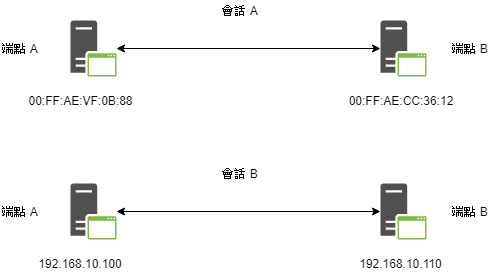 會話 A
端點 A
端點 B
00:FF:AE:VF:0B:88
00:FF:AE:CC:36:12
會話 B
端點 A
端點 B
192.168.10.100
192.168.10.110